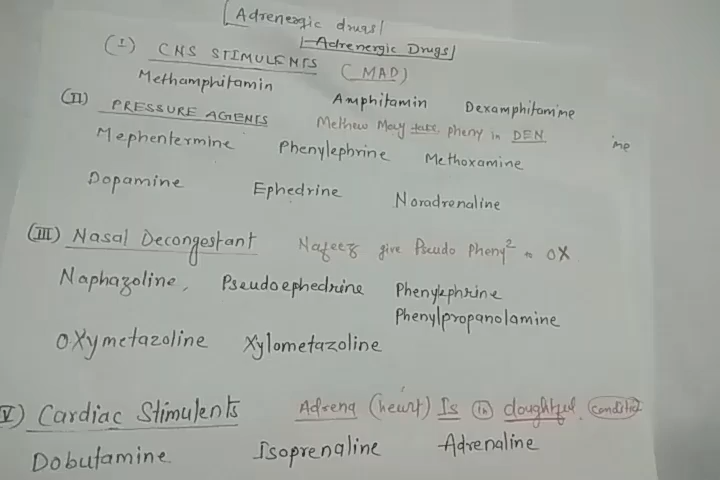 Adrenergic drugs
Adrenergic Drugs
(I) CNS STIMULENTS (MAD)
Methamphitamin Amphitamin Dexamphitamine
(II) PRESSURE AGENTS Methew May take pheny in DEN
Mephentermine Phenylephrine Methoxamine
ine
Dopamine Ephedrine Noradrenaline
(III) Nasal Decongestant Nafeez give Pseudo Pheny² OX
Naphazoline, Pseudoephedrine Phenylephrine
Phenylpropanolamine
OXymetazoline Xylometazoline
V) Cardiac Stimulents Adrena (heart) Is in doughtful condition
Dobutamine Isoprenaline Adrenaline